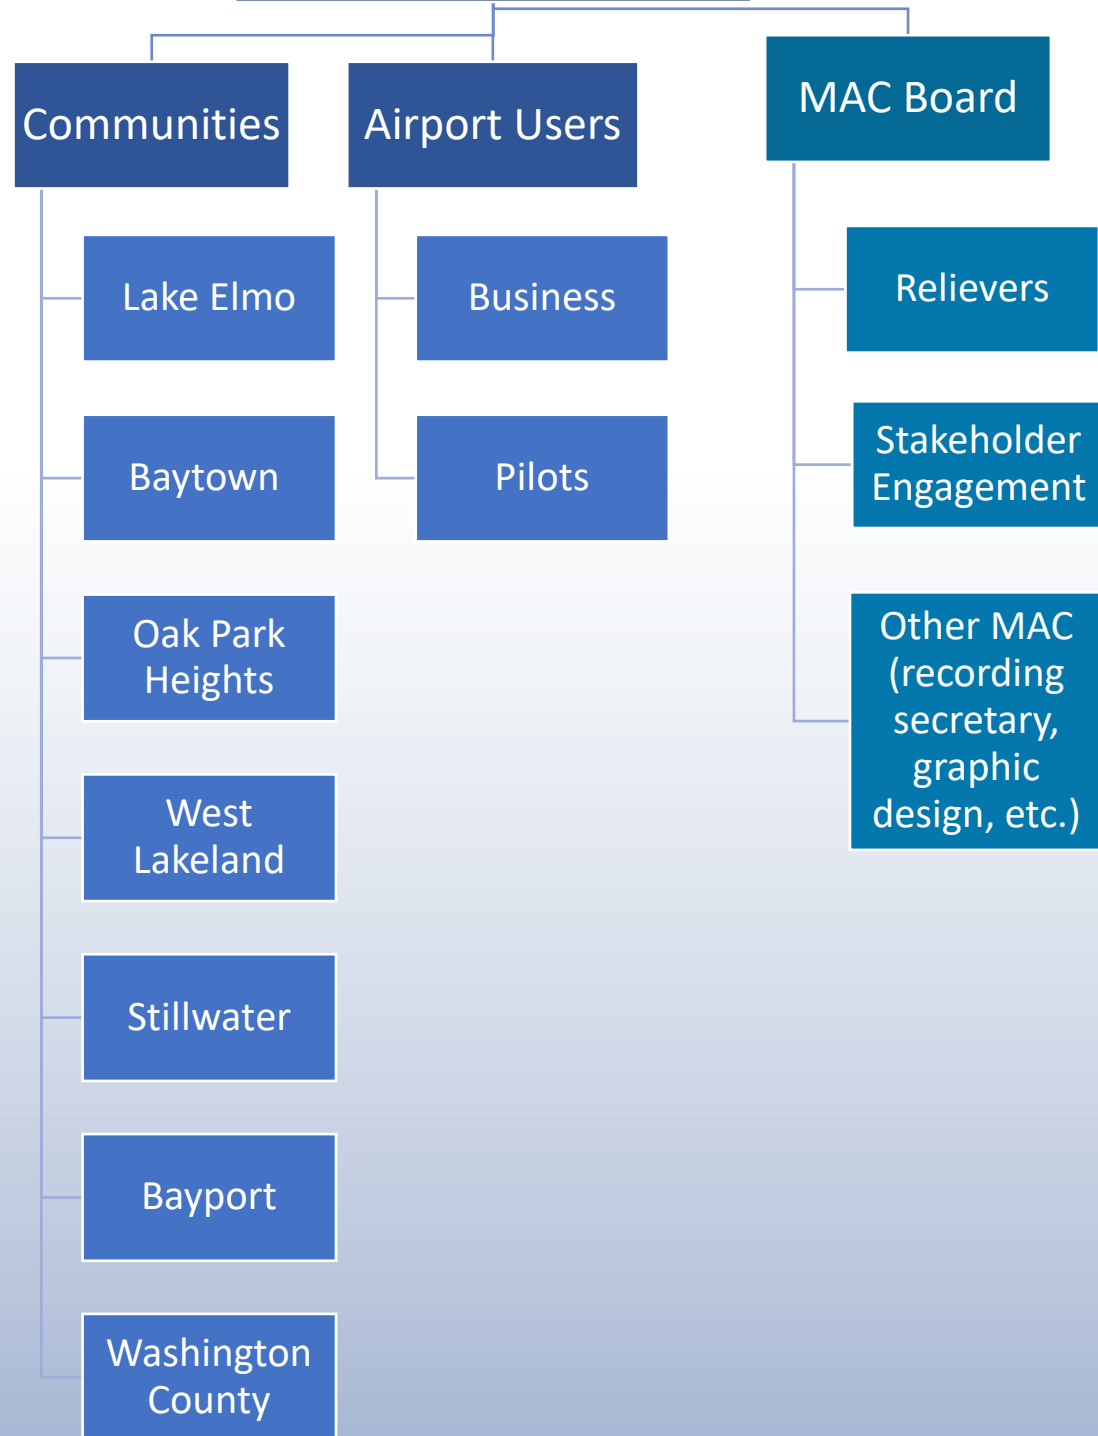 Communities
Airport Users
MAC Board
Lake Elmo
Baytown
Oak Park
Heights
West
Lakeland
Stillwater
Bayport
Washington
County
Business
Pilots
Relievers
Stakeholder
Engagement
Other MAC
(recording
secretary,
graphic
design, etc.)